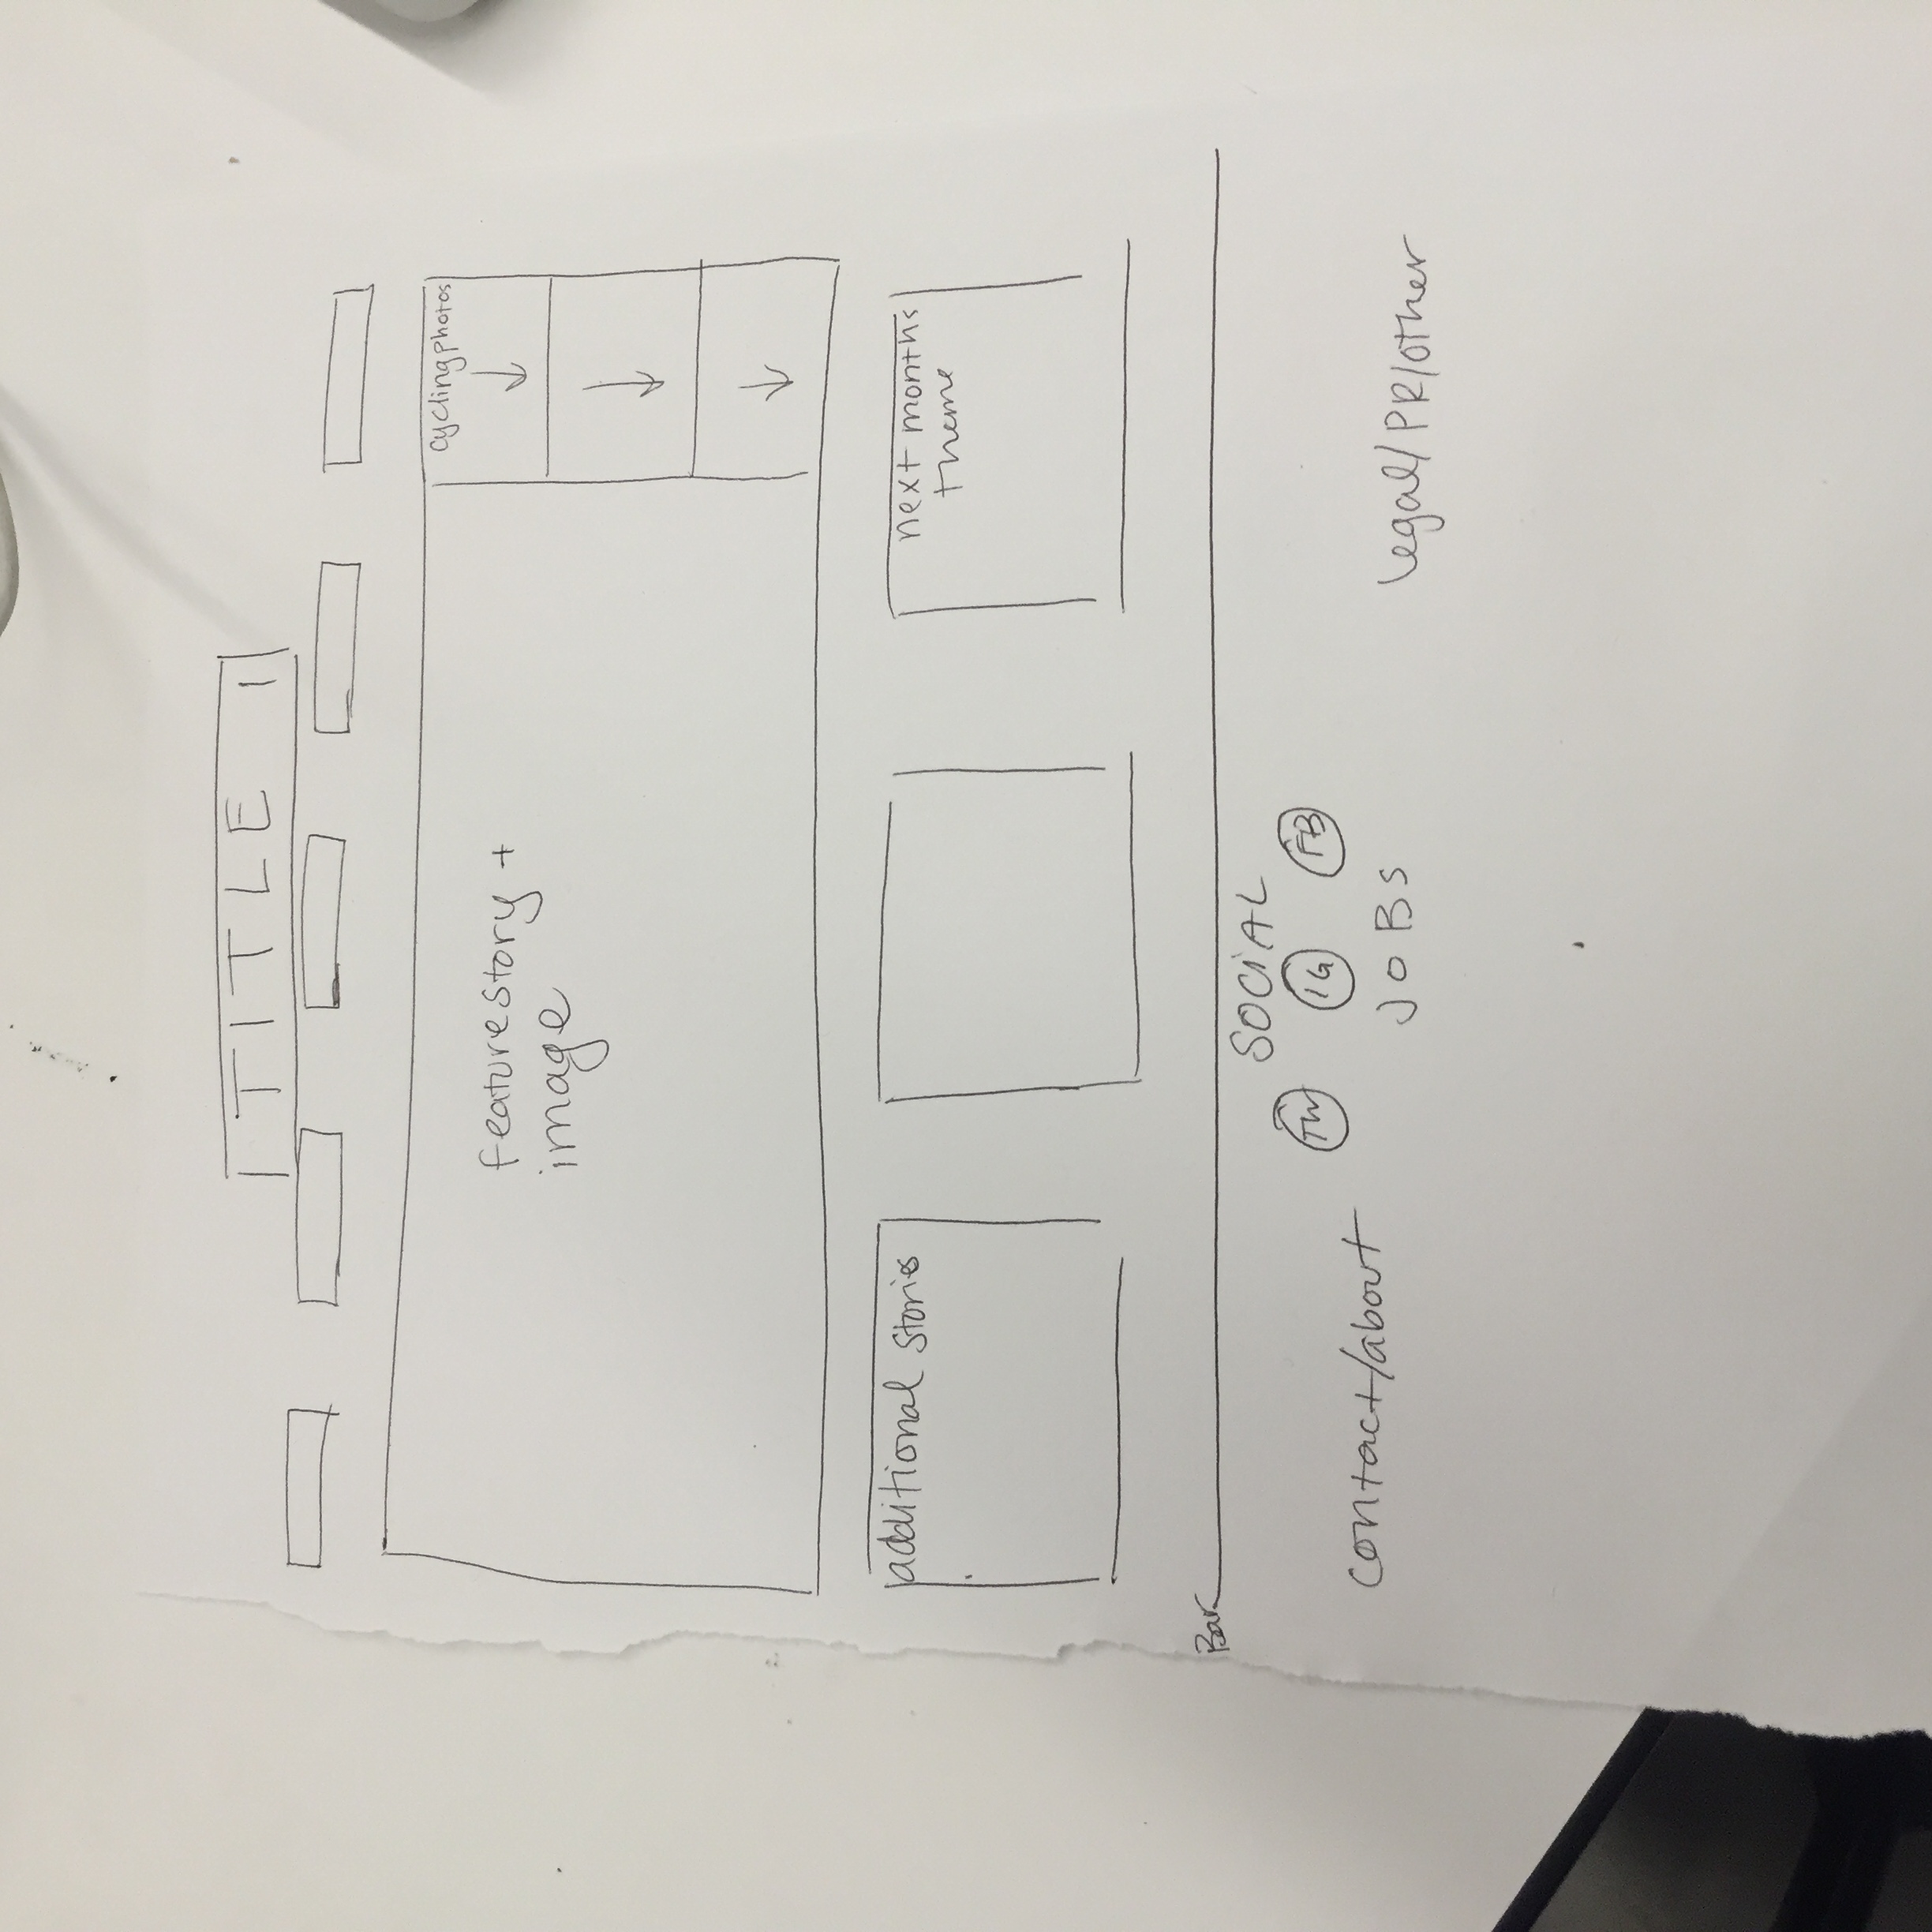 TITLE
cycling photos
feature story +
image
additional stories
next months
theme
Bar
SOCIAL
TW IG FB
contact/about
JOBS
legal/PR/other